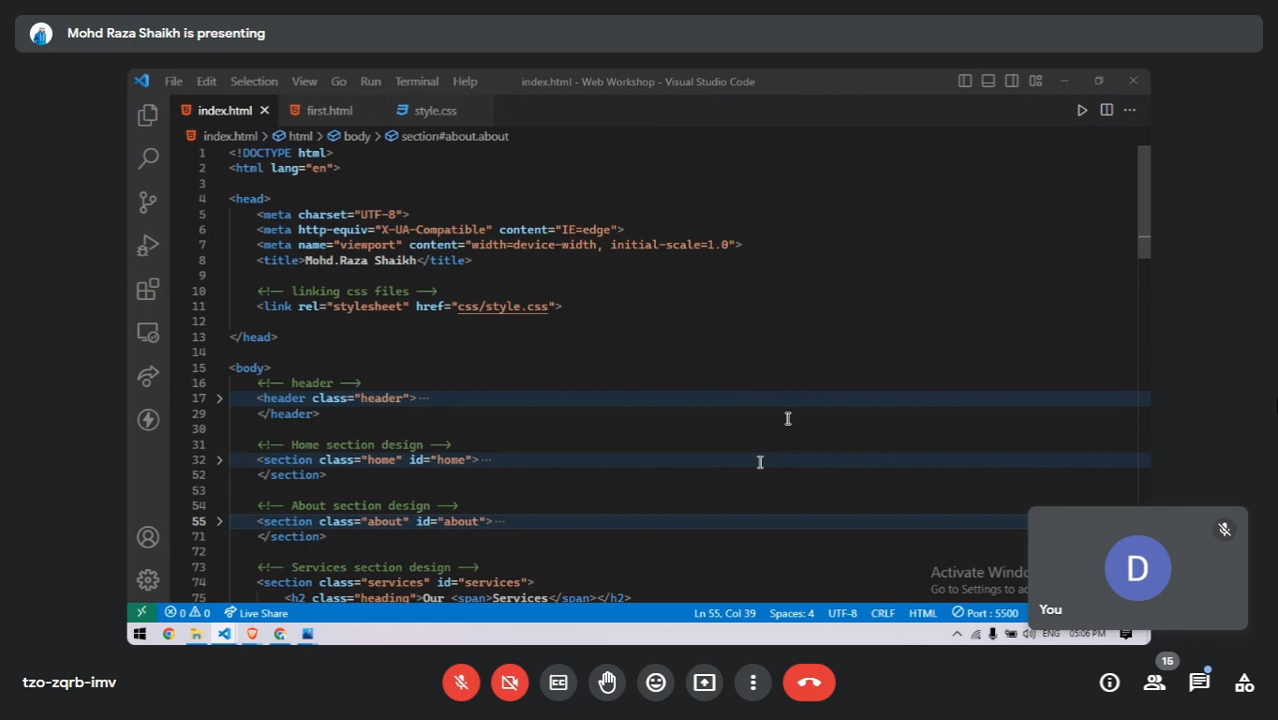 Mohd Raza Shaikh is presenting
File Edit Selection View Go Run Terminal Help index.html - Web Workshop - Visual Studio Code
index.html first.html style.css
index.html > html > body > section#about.about
1 <!DOCTYPE html>
2 <html lang="en">
3
4 <head>
5 <meta charset="UTF-8">
6 <meta http-equiv="X-UA-Compatible" content="IE=edge">
7 <meta name="viewport" content="width=device-width, initial-scale=1.0">
8 <title>Mohd.Raza Shaikh</title>
9
10 <!-- linking css files -->
11 <link rel="stylesheet" href="css/style.css">
12
13 </head>
14
15 <body>
16 <!-- header -->
17 <header class="header">...
29 </header>
30
31 <!-- Home section design -->
32 <section class="home" id="home">...
52 </section>
53
54 <!-- About section design -->
55 <section class="about" id="about">...
71 </section>
72
73 <!-- Services section design -->
74 <section class="services" id="services">
75 <h2 class="heading">Our <span>Services</span></h2>
Activate Windo
Go to Settings to a
D
You
0 0 Live Share Ln 55, Col 39 Spaces: 4 UTF-8 CRLF HTML Port : 5500
ENG 05:06 PM
tzo-zqrb-imv
15